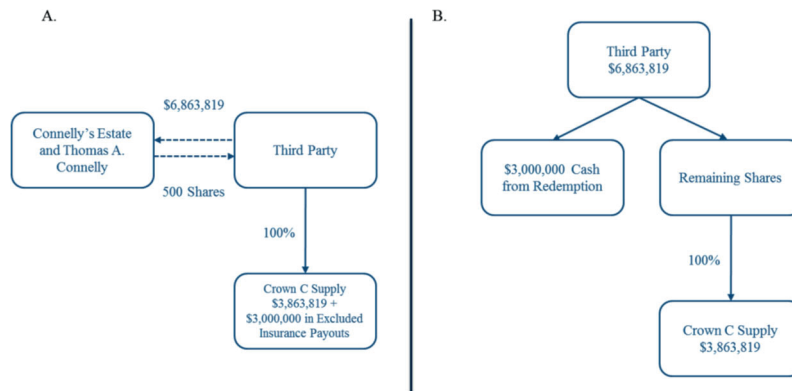 A.
$6,863,819
Connelly's Estate
and Thomas A.
Connelly
Third Party
500 Shares
100%
Crown C Supply
$3,863,819 +
$3,000,000 in Excluded
Insurance Payouts
B.
Third Party
$6,863,819
$3,000,000 Cash
from Redemption
Remaining Shares
100%
Crown C Supply
$3,863,819